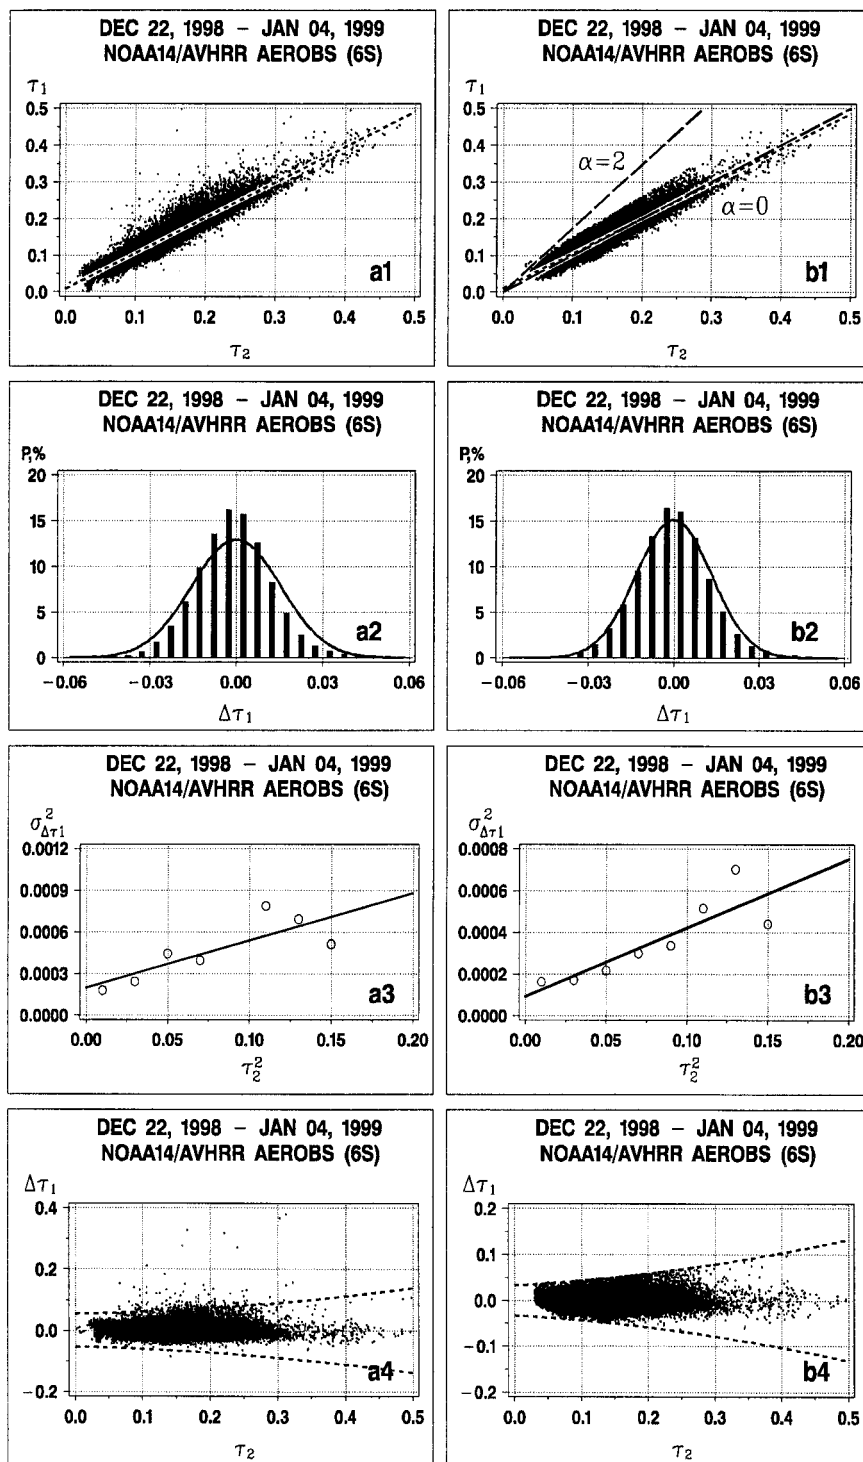 DEC 22, 1998 – JAN 04, 1999
NOAA14/AVHRR AEROBS (6S)
τ1
0.5
0.4
0.3
0.2
0.1
0.0
a1
0.0 0.1 0.2 0.3 0.4 0.5
τ2
DEC 22, 1998 – JAN 04, 1999
NOAA14/AVHRR AEROBS (6S)
τ1
0.5
0.4
0.3
0.2
0.1
0.0
α=2
α=0
b1
0.0 0.1 0.2 0.3 0.4 0.5
τ2
DEC 22, 1998 – JAN 04, 1999
NOAA14/AVHRR AEROBS (6S)
P,%
20
15
10
5
0
a2
−0.06 −0.03 0.00 0.03 0.06
Δτ1
DEC 22, 1998 – JAN 04, 1999
NOAA14/AVHRR AEROBS (6S)
P,%
20
15
10
5
0
b2
−0.06 −0.03 0.00 0.03 0.06
Δτ1
DEC 22, 1998 – JAN 04, 1999
NOAA14/AVHRR AEROBS (6S)
σ²Δτ1
0.0012
0.0009
0.0006
0.0003
0.0000
a3
0.00 0.05 0.10 0.15 0.20
τ2²
DEC 22, 1998 – JAN 04, 1999
NOAA14/AVHRR AEROBS (6S)
σ²Δτ1
0.0008
0.0006
0.0004
0.0002
0.0000
b3
0.00 0.05 0.10 0.15 0.20
τ2²
DEC 22, 1998 – JAN 04, 1999
NOAA14/AVHRR AEROBS (6S)
Δτ1
0.4
0.2
0.0
−0.2
a4
0.0 0.1 0.2 0.3 0.4 0.5
τ2
DEC 22, 1998 – JAN 04, 1999
NOAA14/AVHRR AEROBS (6S)
Δτ1
0.2
0.1
0.0
−0.1
−0.2
b4
0.0 0.1 0.2 0.3 0.4 0.5
τ2